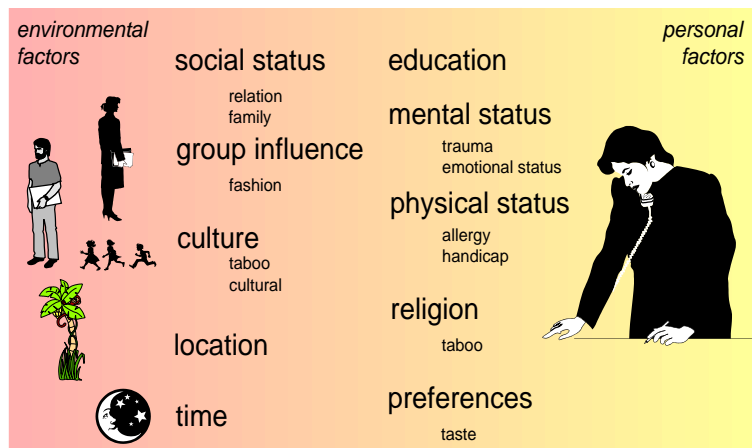 environmental
factors
social status
relation
family
group influence
fashion
culture
taboo
cultural
location
time
education
mental status
trauma
emotional status
physical status
allergy
handicap
religion
taboo
preferences
taste
personal
factors